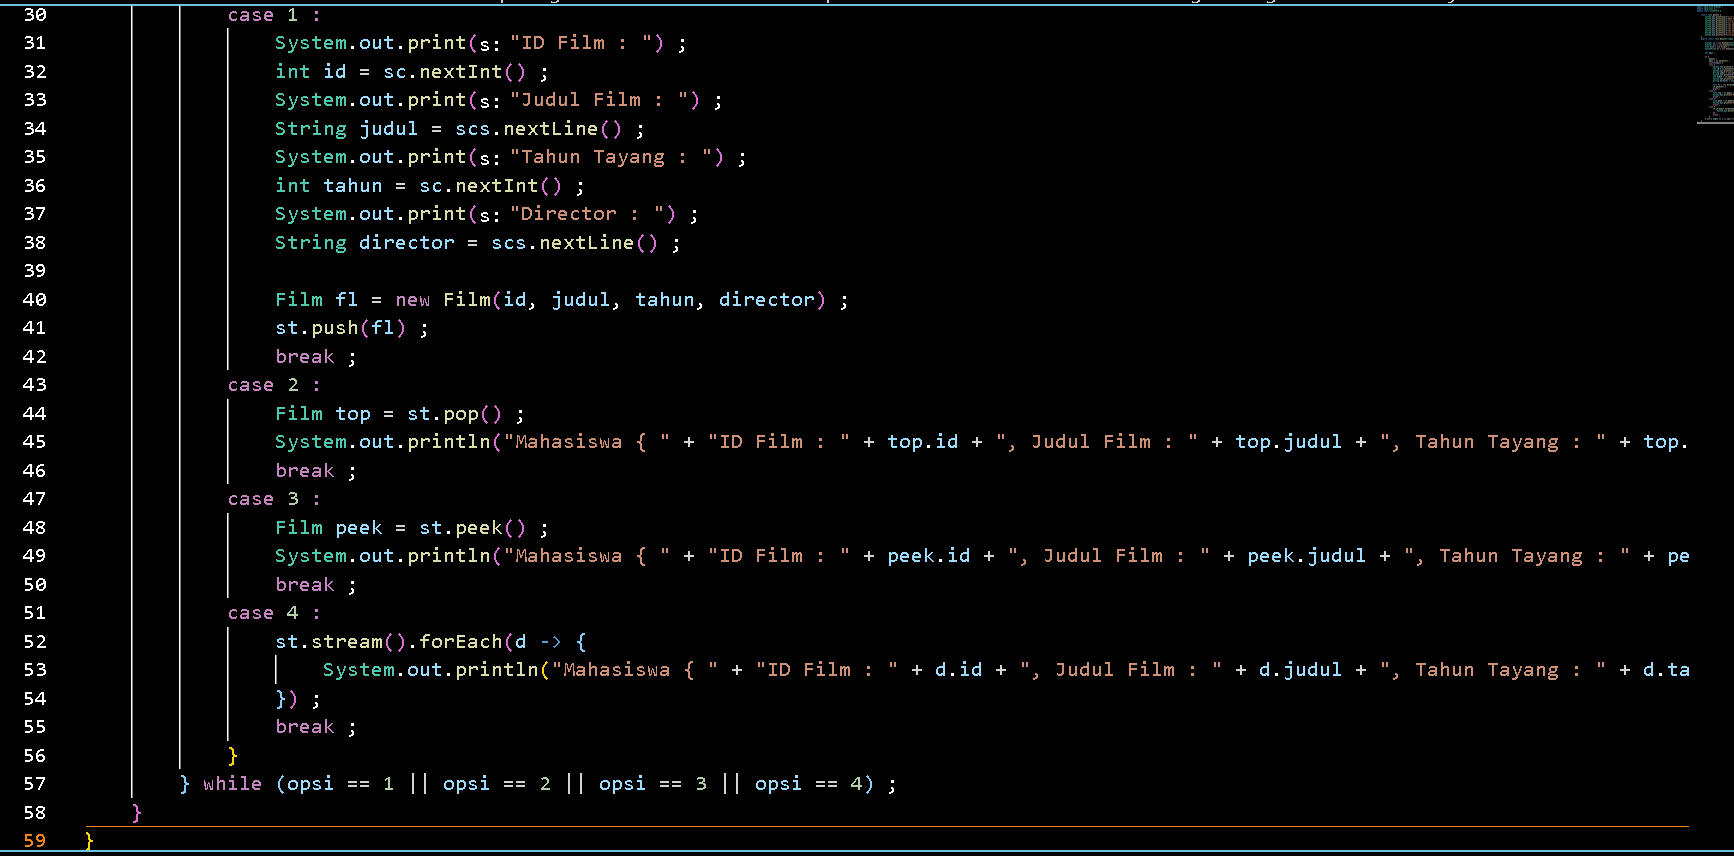 30 case 1 :
31 System.out.print(s: "ID Film : ") ;
32 int id = sc.nextInt() ;
33 System.out.print(s: "Judul Film : ") ;
34 String judul = scs.nextLine() ;
35 System.out.print(s: "Tahun Tayang : ") ;
36 int tahun = sc.nextInt() ;
37 System.out.print(s: "Director : ") ;
38 String director = scs.nextLine() ;
39
40 Film fl = new Film(id, judul, tahun, director) ;
41 st.push(fl) ;
42 break ;
43 case 2 :
44 Film top = st.pop() ;
45 System.out.println("Mahasiswa { " + "ID Film : " + top.id + ", Judul Film : " + top.judul + ", Tahun Tayang : " + top.
46 break ;
47 case 3 :
48 Film peek = st.peek() ;
49 System.out.println("Mahasiswa { " + "ID Film : " + peek.id + ", Judul Film : " + peek.judul + ", Tahun Tayang : " + pe
50 break ;
51 case 4 :
52 st.stream().forEach(d -> {
53 System.out.println("Mahasiswa { " + "ID Film : " + d.id + ", Judul Film : " + d.judul + ", Tahun Tayang : " + d.ta
54 }) ;
55 break ;
56 }
57 } while (opsi == 1 || opsi == 2 || opsi == 3 || opsi == 4) ;
58 }
59 }